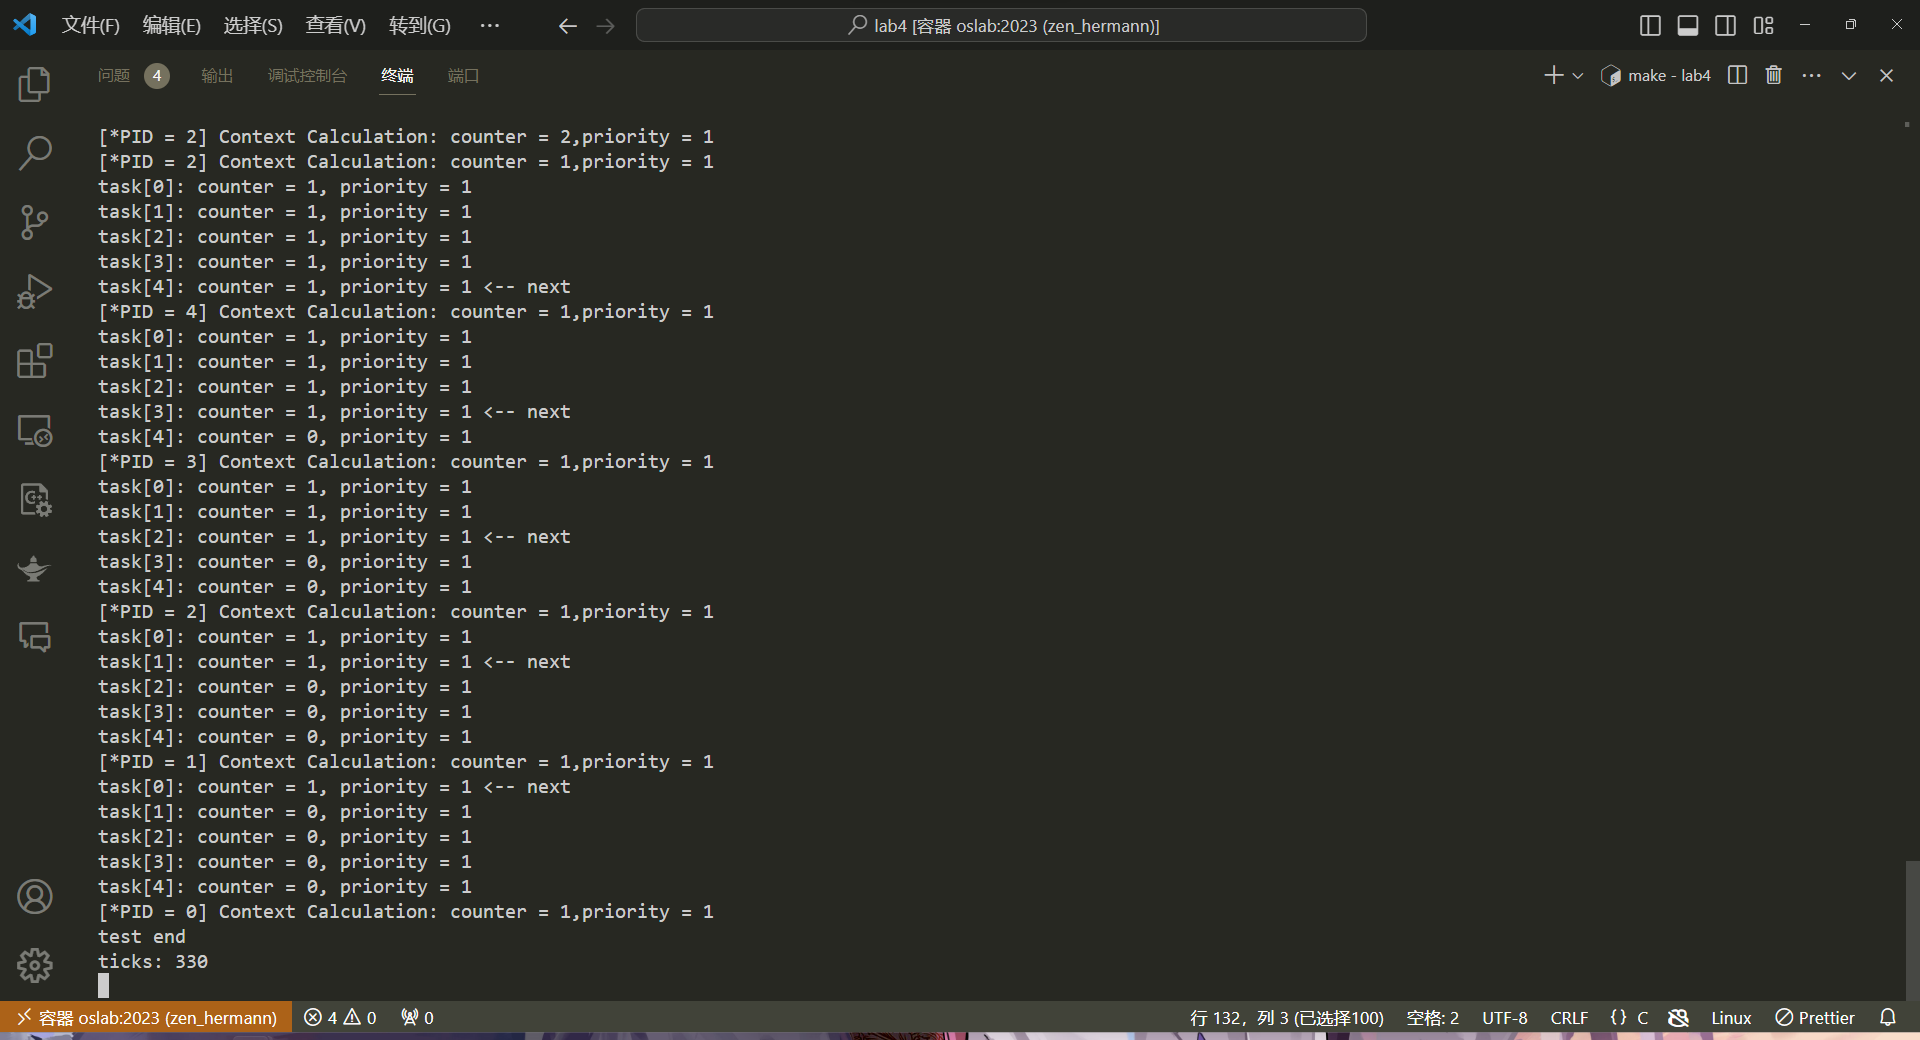 文件(F) 编辑(E) 选择(S) 查看(V) 转到(G) ··· lab4 [容器 oslab:2023 (zen_hermann)]
问题 4 输出 调试控制台 终端 端口 make - lab4
[*PID = 2] Context Calculation: counter = 2,priority = 1
[*PID = 2] Context Calculation: counter = 1,priority = 1
task[0]: counter = 1, priority = 1
task[1]: counter = 1, priority = 1
task[2]: counter = 1, priority = 1
task[3]: counter = 1, priority = 1
task[4]: counter = 1, priority = 1 <-- next
[*PID = 4] Context Calculation: counter = 1,priority = 1
task[0]: counter = 1, priority = 1
task[1]: counter = 1, priority = 1
task[2]: counter = 1, priority = 1
task[3]: counter = 1, priority = 1 <-- next
task[4]: counter = 0, priority = 1
[*PID = 3] Context Calculation: counter = 1,priority = 1
task[0]: counter = 1, priority = 1
task[1]: counter = 1, priority = 1
task[2]: counter = 1, priority = 1 <-- next
task[3]: counter = 0, priority = 1
task[4]: counter = 0, priority = 1
[*PID = 2] Context Calculation: counter = 1,priority = 1
task[0]: counter = 1, priority = 1
task[1]: counter = 1, priority = 1 <-- next
task[2]: counter = 0, priority = 1
task[3]: counter = 0, priority = 1
task[4]: counter = 0, priority = 1
[*PID = 1] Context Calculation: counter = 1,priority = 1
task[0]: counter = 1, priority = 1 <-- next
task[1]: counter = 0, priority = 1
task[2]: counter = 0, priority = 1
task[3]: counter = 0, priority = 1
task[4]: counter = 0, priority = 1
[*PID = 0] Context Calculation: counter = 1,priority = 1
test end
ticks: 330
容器 oslab:2023 (zen_hermann) 4 0 0 行 132，列 3 (已选择100) 空格: 2 UTF-8 CRLF {} C Linux Prettier